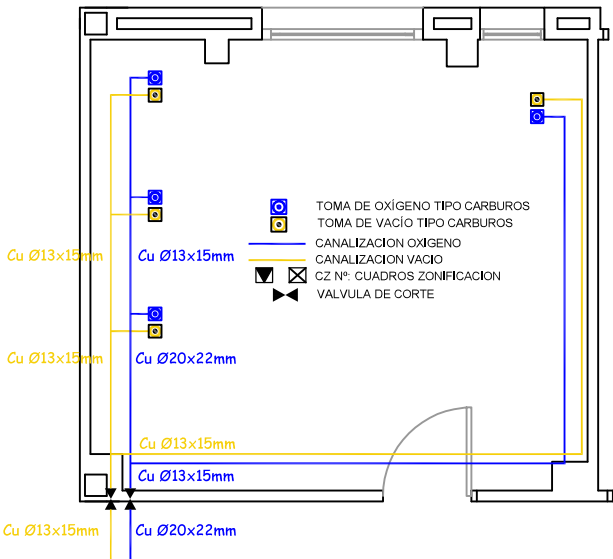 TOMA DE OXÍGENO TIPO CARBUROS
TOMA DE VACÍO TIPO CARBUROS
CANALIZACION OXIGENO
CANALIZACION VACIO
CZ Nº: CUADROS ZONIFICACION
VALVULA DE CORTE
Cu Ø13x15mm
Cu Ø13x15mm
Cu Ø13x15mm
Cu Ø20x22mm
Cu Ø13x15mm
Cu Ø13x15mm
Cu Ø13x15mm
Cu Ø20x22mm